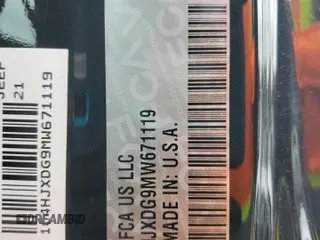 JEEP
21
1C4HJXDG9MW671119
FCA US LLC
JXDG9MW671119
MADE IN: U.S.A.
DREAMBID